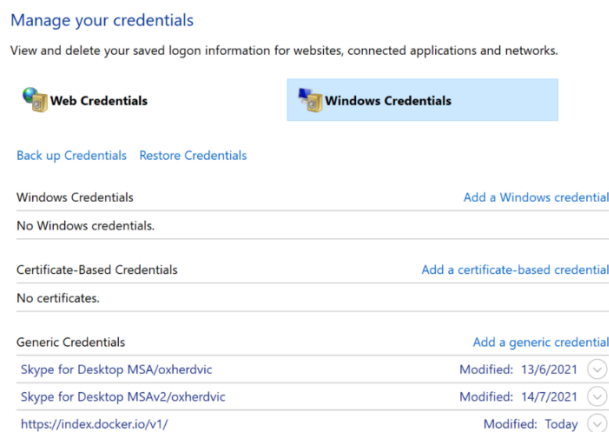 Manage your credentials
View and delete your saved logon information for websites, connected applications and networks.
Web Credentials Windows Credentials
Back up Credentials Restore Credentials
Windows Credentials Add a Windows credential
No Windows credentials.
Certificate-Based Credentials Add a certificate-based credential
No certificates.
Generic Credentials Add a generic credential
Skype for Desktop MSA/oxherdvic Modified: 13/6/2021
Skype for Desktop MSAv2/oxherdvic Modified: 14/7/2021
https://index.docker.io/v1/ Modified: Today